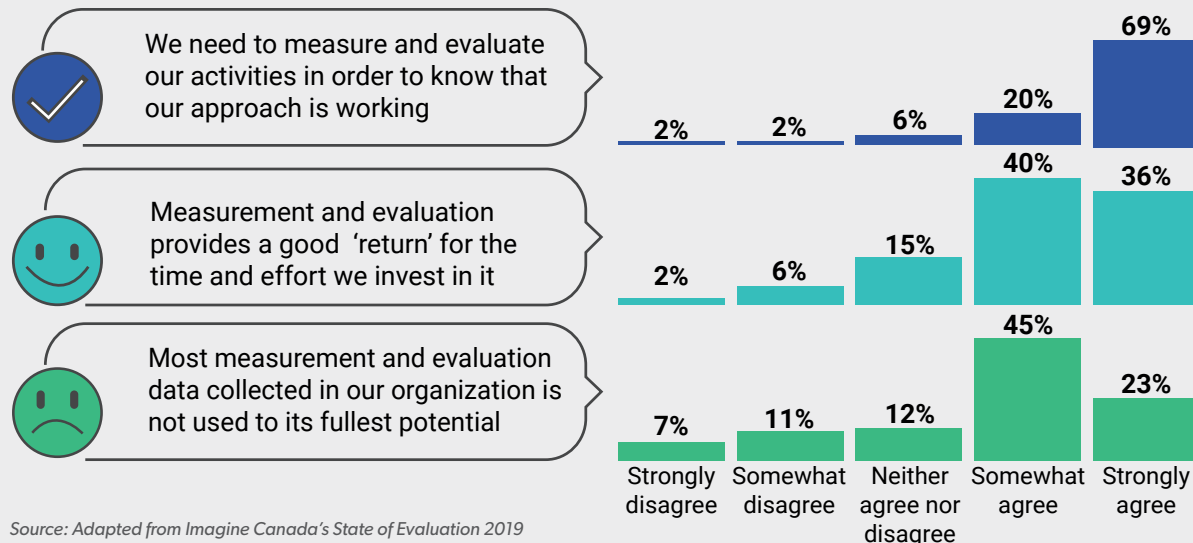 We need to measure and evaluate
our activities in order to know that
our approach is working
2%
2%
6%
20%
69%
Measurement and evaluation
provides a good ‘return’ for the
time and effort we invest in it
2%
6%
15%
40%
36%
Most measurement and evaluation
data collected in our organization is
not used to its fullest potential
7%
11%
12%
45%
23%
Strongly
disagree
Somewhat
disagree
Neither
agree nor
disagree
Somewhat
agree
Strongly
agree
Source: Adapted from Imagine Canada’s State of Evaluation 2019